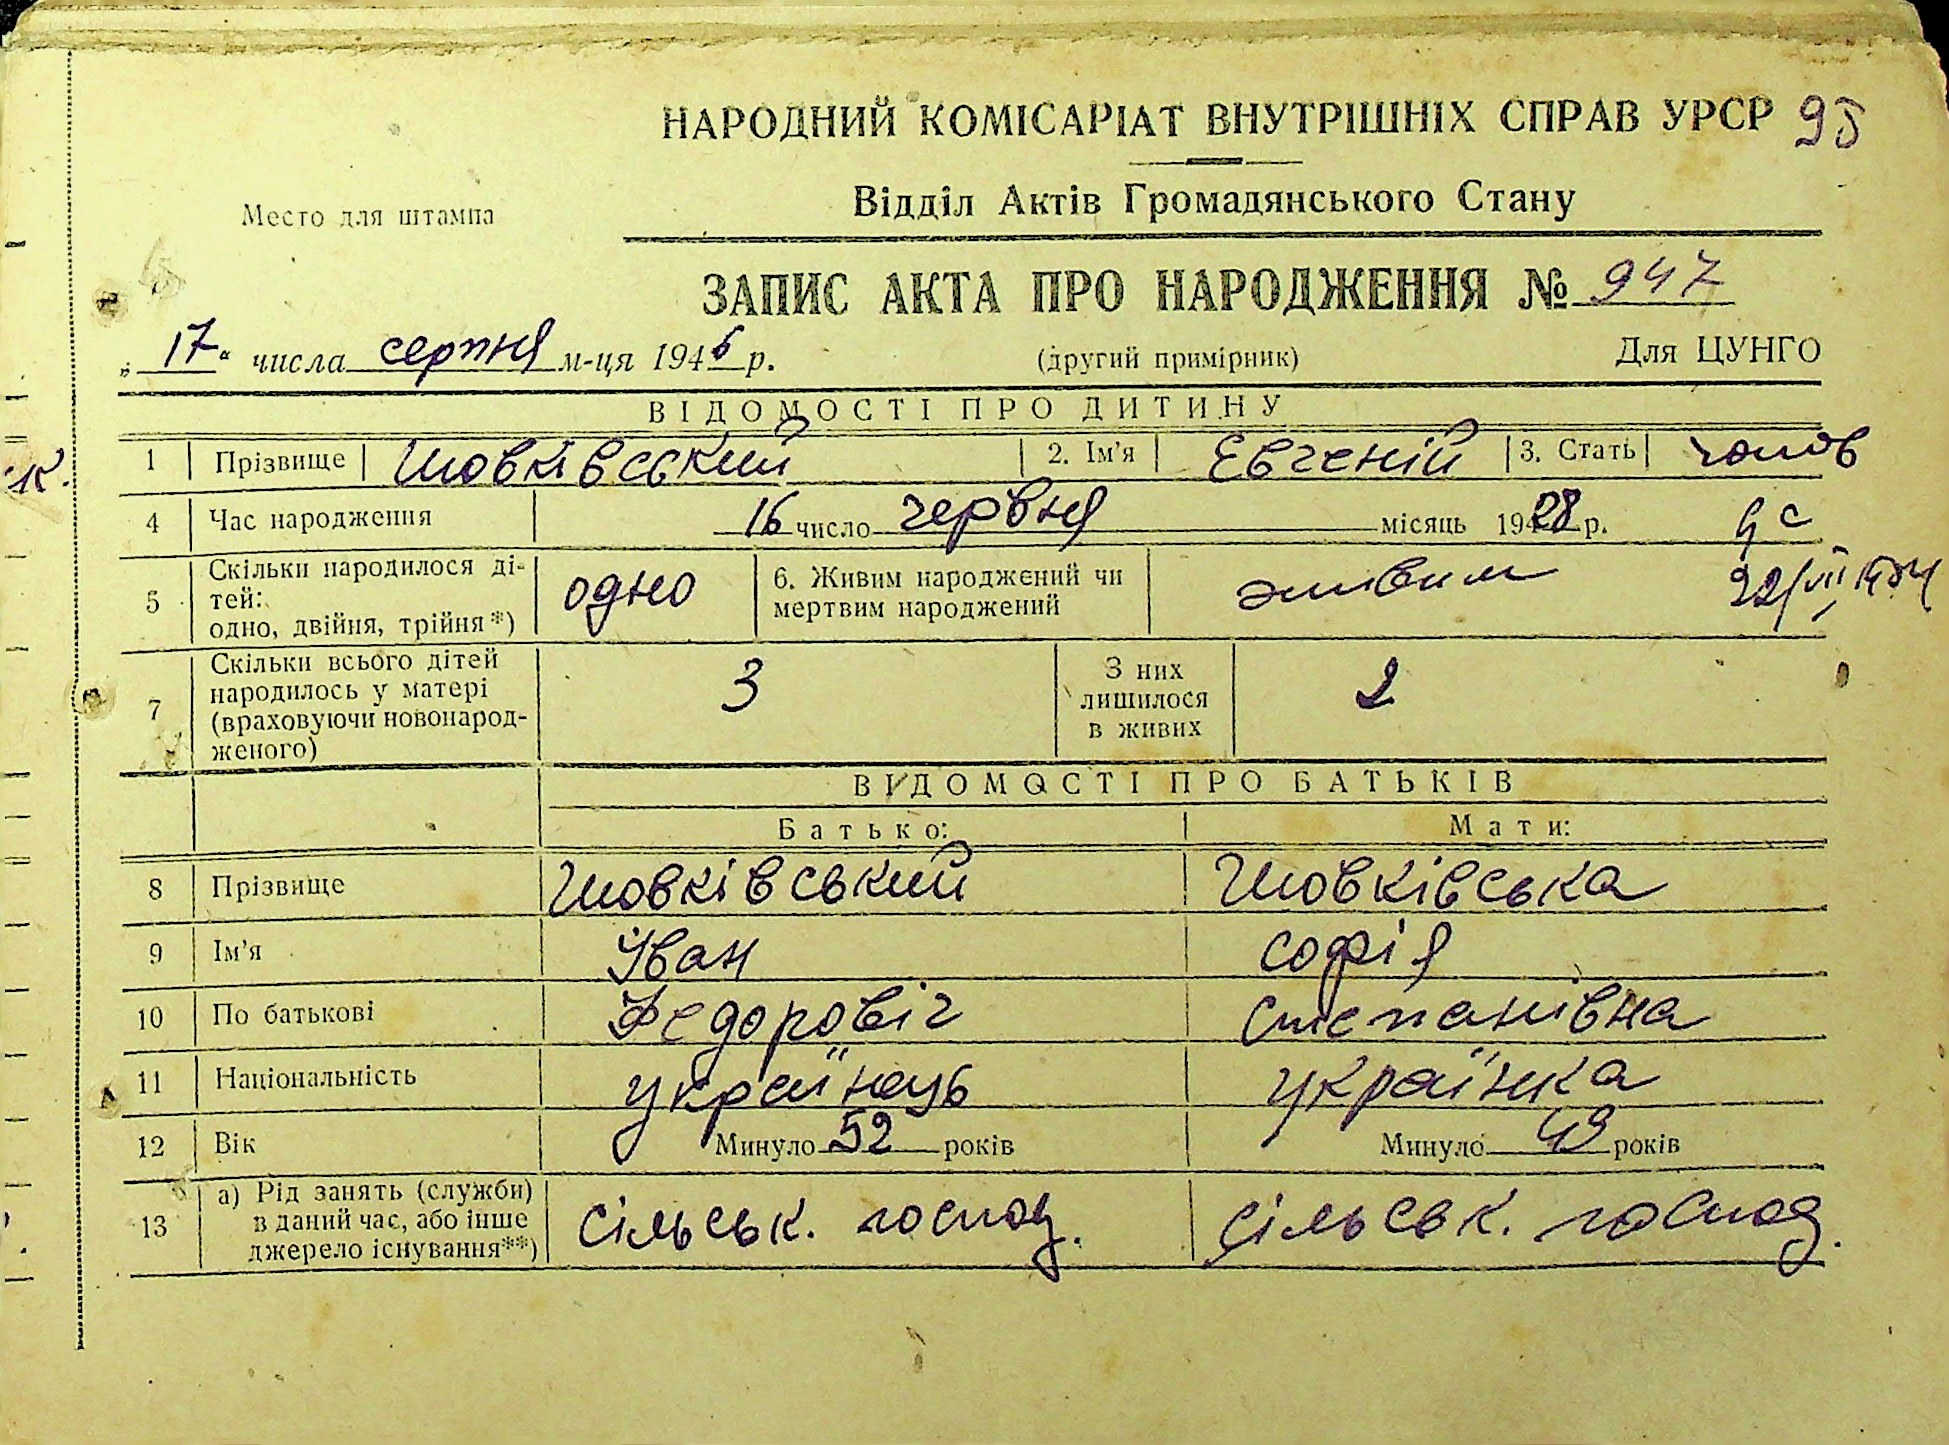 НАРОДНИЙ КОМІСАРІАТ ВНУТРІШНІХ СПРАВ УРСР 95
Відділ Актів Громадянського Стану
Место для штампа
ЗАПИС АКТА ПРО НАРОДЖЕННЯ № 947
„17“ числа серпня м-ця 1946 р. (другий примірник) Для ЦУНГО
ВІДОМОСТІ ПРО ДИТИНУ
1 Прізвище Шовківський 2. Ім'я Евгеній 3. Стать чолов
4 Час народження 16 число червня місяць 1928 р.
5 Скільки народилося дітей: одно, двійня, трійня*) одно 6. Живим народжений чи мертвим народжений живим
7 Скільки всього дітей народилось у матері (враховуючи новонародженого) 3 З них лишилося в живих 2
ВІДОМОСТІ ПРО БАТЬКІВ
Батько: Мати:
8 Прізвище Шовківський Шовківська
9 Ім'я Іван Софія
10 По батькові Федоровіч Степанівна
11 Національність українець українка
12 Вік Минуло 52 років Минуло 49 років
13 а) Рід занять (служби) в даний час, або інше джерело існування**) сільськ. господ. сільськ. господ.